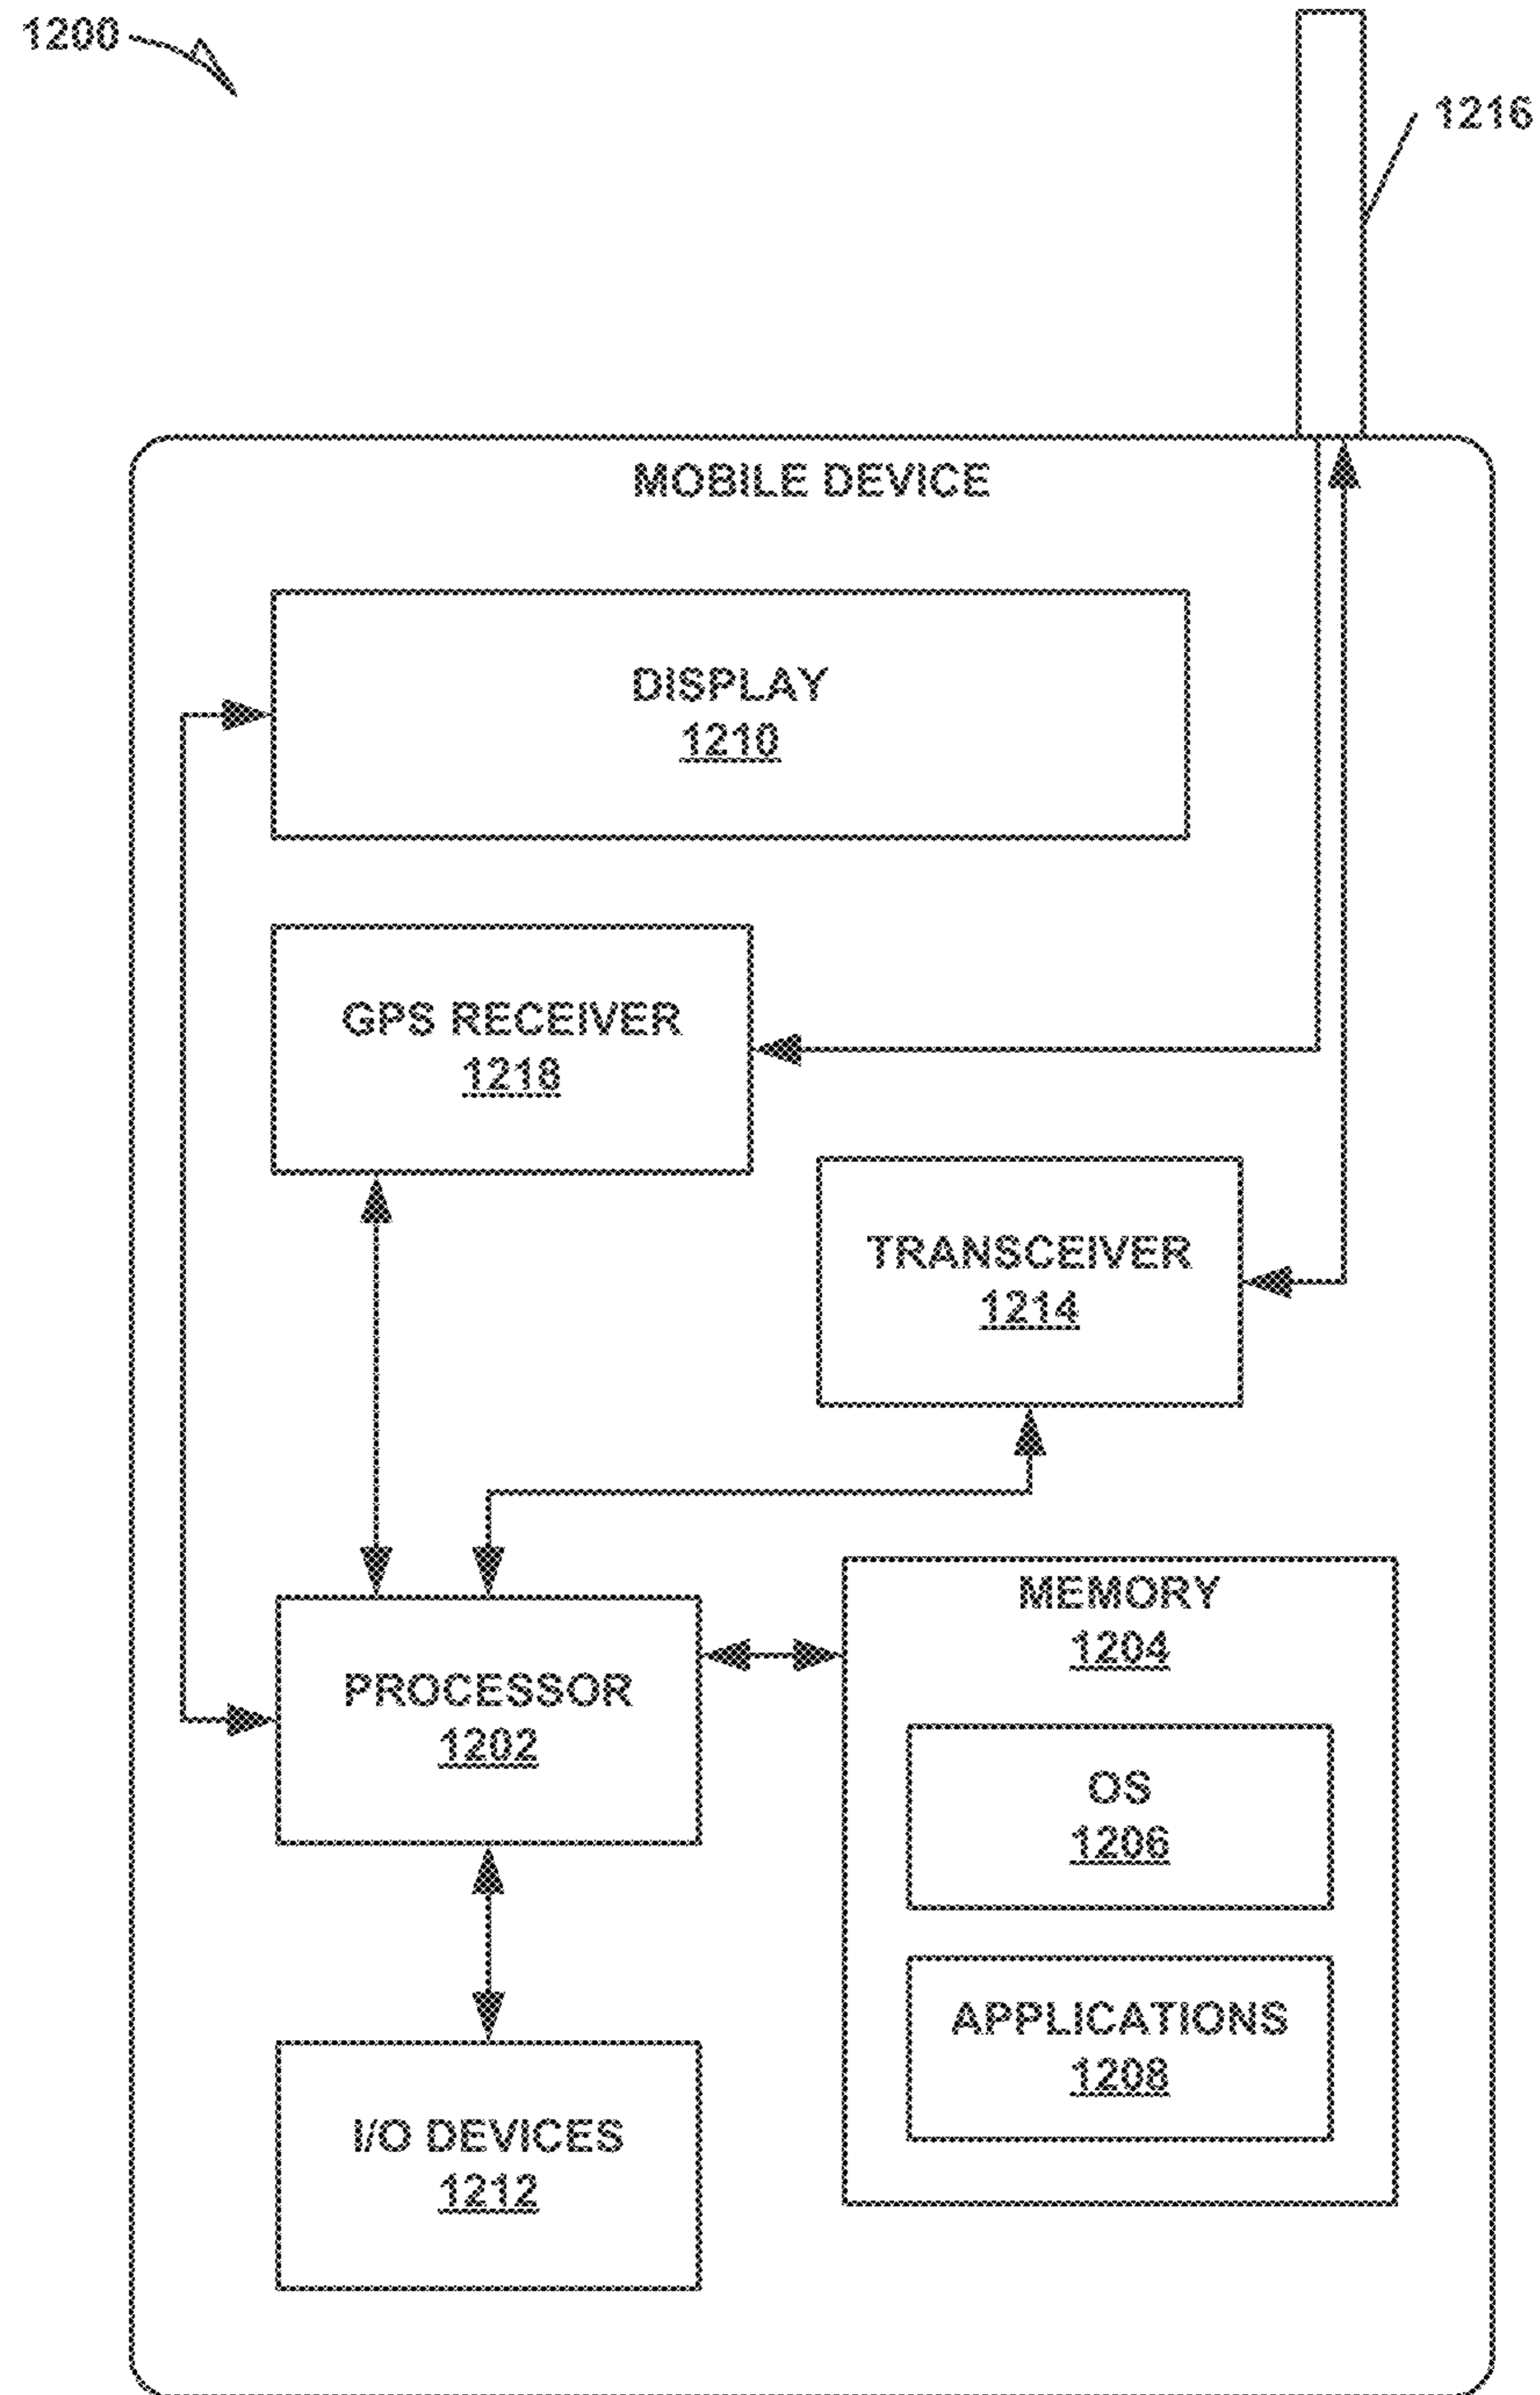 1200
1216
MOBILE DEVICE
DISPLAY
1210
GPS RECEIVER
1218
TRANSCEIVER
1214
MEMORY
1204
PROCESSOR
1202
OS
1206
APPLICATIONS
1208
I/O DEVICES
1212